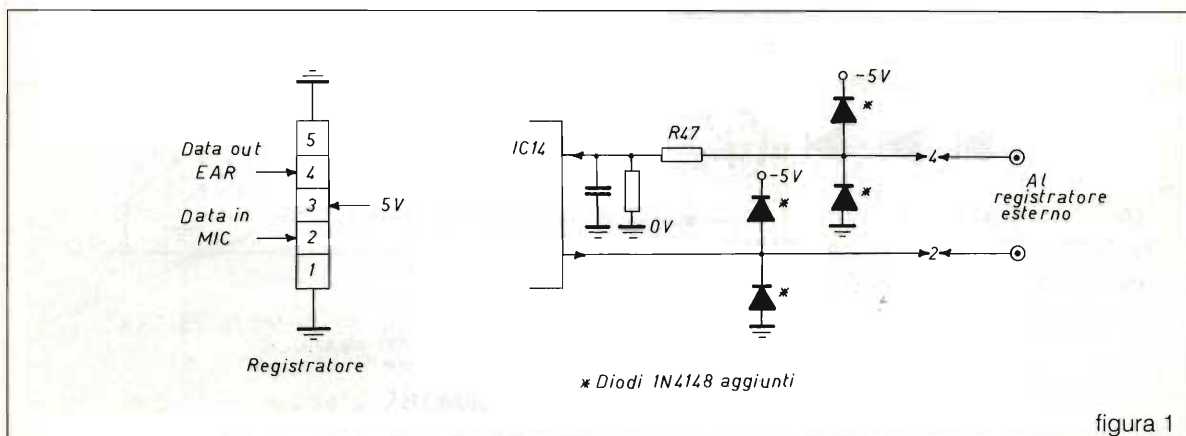 5
4
3
2
1
Data out
EAR
Data in
MIC
5V
Registratore
IC14
R47
0V
-5V
-5V
4
2
Al
registratore
esterno
* Diodi 1N4148 aggiunti
figura 1